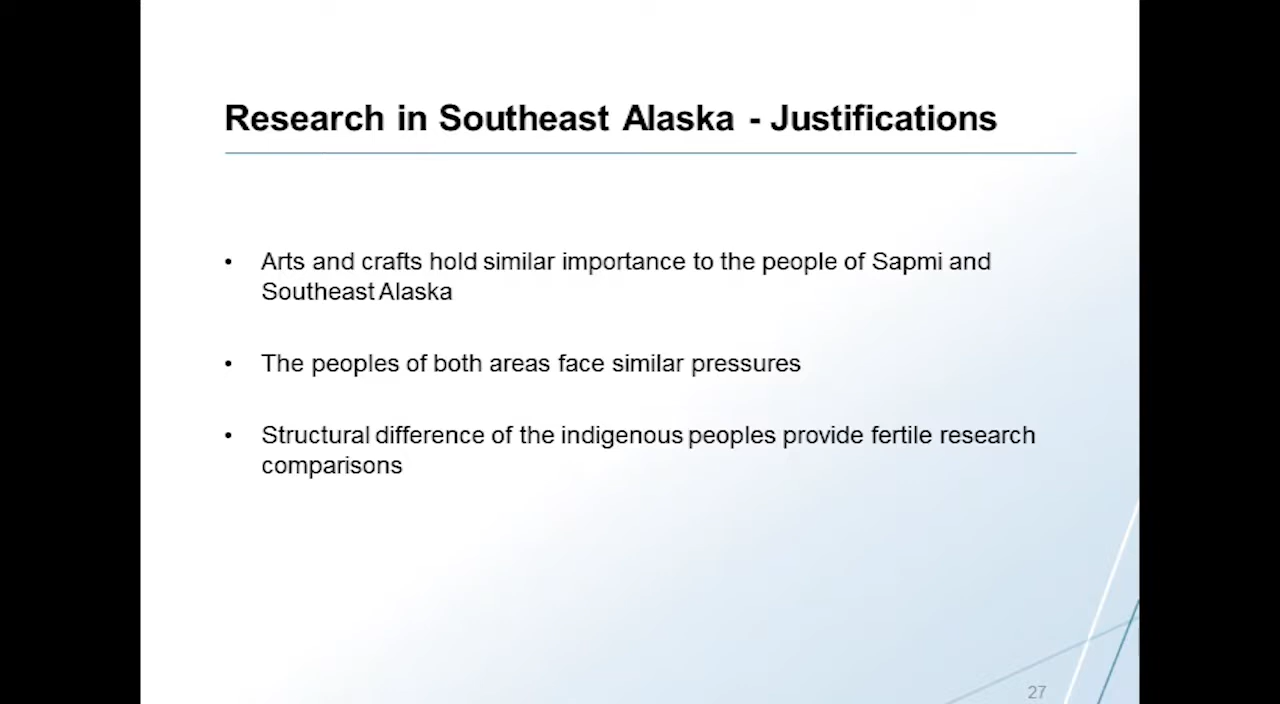 Research in Southeast Alaska - Justifications
• Arts and crafts hold similar importance to the people of Sapmi and
Southeast Alaska
• The peoples of both areas face similar pressures
• Structural difference of the indigenous peoples provide fertile research
comparisons
27